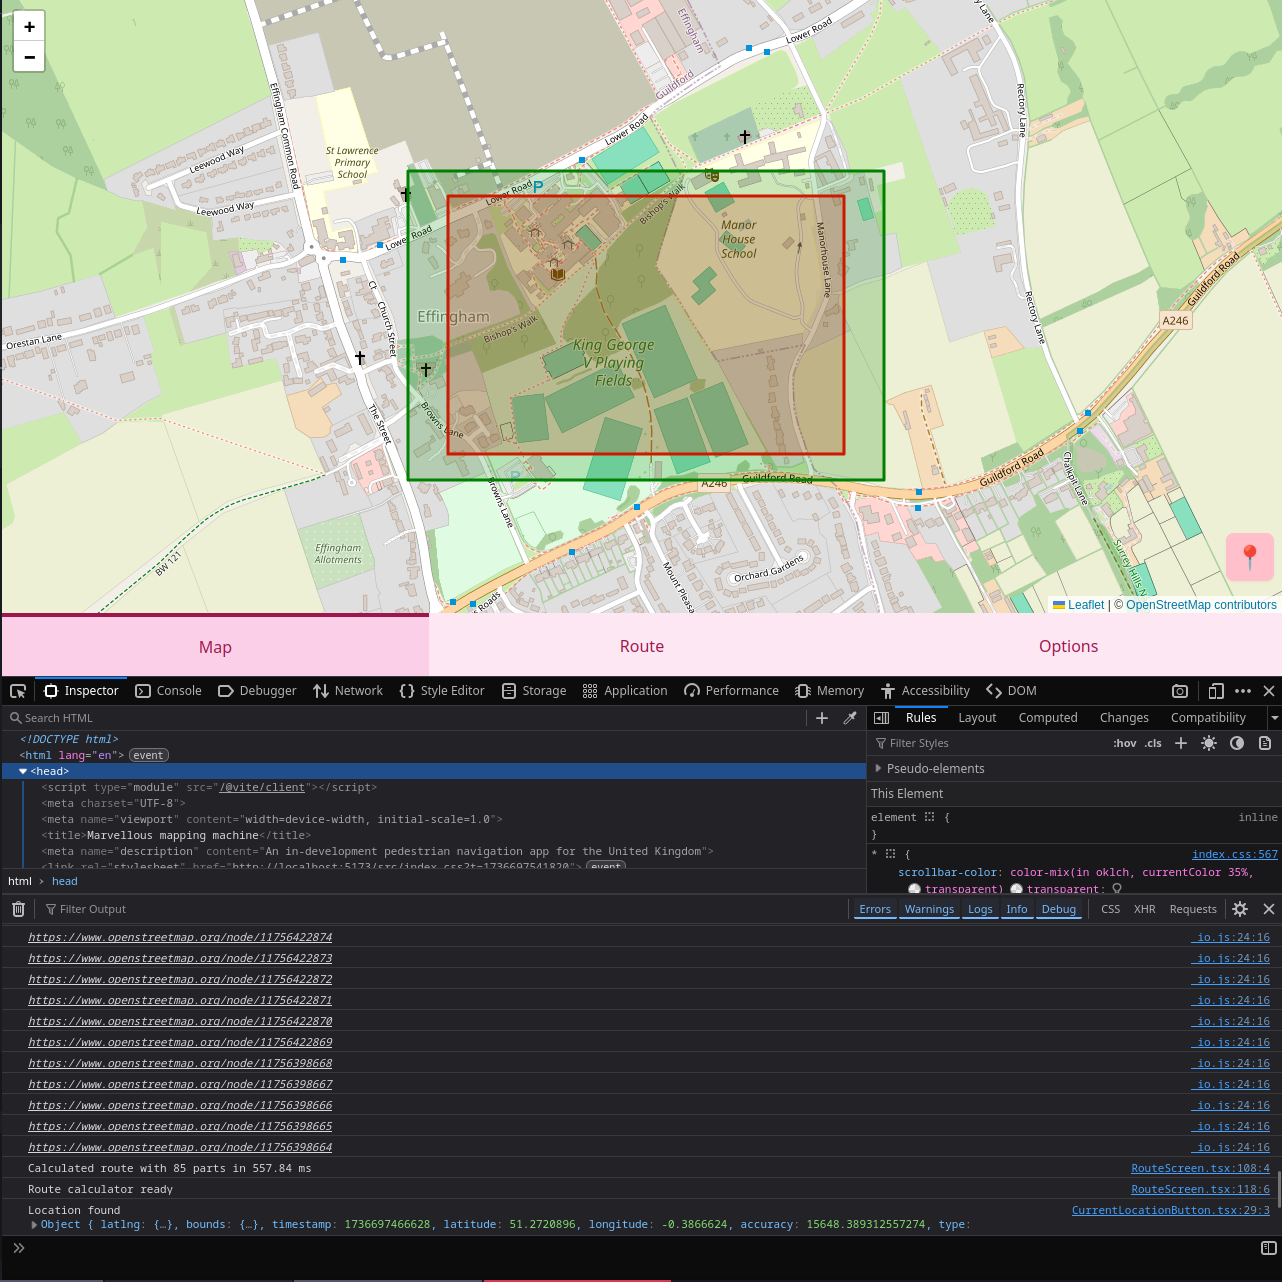 +
−
Lower Road
Rectory Lane
Effingham
Guildford
Effingham Common Road
Leewood Way
St Lawrence
Primary
School
Lower Road
Rectory Lane
Leewood Way
P
Lower Road
Bishop's Walk
Manor
House
School
Manorhouse Lane
Lower Road
Guildford Road
Church Street
Effingham
Bishop's Walk
Rectory Lane
A246
Orestan Lane
King George
V Playing
Fields
The Street
Browns Lane
Chalkpit Lane
Guildford Road
P
A246
Guildford Road
Browns Lane
Effingham
Allotments
BW 121
Mount Pleasa
Orchard Gardens
Surrey Hills
s Roads
Leaflet | © OpenStreetMap contributors
Map
Route
Options
Inspector
Console
Debugger
Network
Style Editor
Storage
Application
Performance
Memory
Accessibility
DOM
Search HTML
Rules
Layout
Computed
Changes
Compatibility
<!DOCTYPE html>
<html lang="en"> event
<head>
<script type="module" src="/@vite/client"></script>
<meta charset="UTF-8">
<meta name="viewport" content="width=device-width, initial-scale=1.0">
<title>Marvellous mapping machine</title>
<meta name="description" content="An in-development pedestrian navigation app for the United Kingdom">
<link rel="stylesheet" href="http://localhost:5173/src/index.css?t=1736697541820"> event
Filter Styles
:hov .cls
Pseudo-elements
This Element
element { inline
}
* { index.css:567
scrollbar-color: color-mix(in oklch, currentColor 35%,
transparent) transparent;
html > head
Filter Output
Errors
Warnings
Logs
Info
Debug
CSS
XHR
Requests
https://www.openstreetmap.org/node/11756422874 _io.js:24:16
https://www.openstreetmap.org/node/11756422873 _io.js:24:16
https://www.openstreetmap.org/node/11756422872 _io.js:24:16
https://www.openstreetmap.org/node/11756422871 _io.js:24:16
https://www.openstreetmap.org/node/11756422870 _io.js:24:16
https://www.openstreetmap.org/node/11756422869 _io.js:24:16
https://www.openstreetmap.org/node/11756398668 _io.js:24:16
https://www.openstreetmap.org/node/11756398667 _io.js:24:16
https://www.openstreetmap.org/node/11756398666 _io.js:24:16
https://www.openstreetmap.org/node/11756398665 _io.js:24:16
https://www.openstreetmap.org/node/11756398664 _io.js:24:16
Calculated route with 85 parts in 557.84 ms RouteScreen.tsx:108:4
Route calculator ready RouteScreen.tsx:118:6
Location found CurrentLocationButton.tsx:29:3
Object { latlng: {…}, bounds: {…}, timestamp: 1736697466628, latitude: 51.2720896, longitude: -0.3866624, accuracy: 15648.389312557274, type: